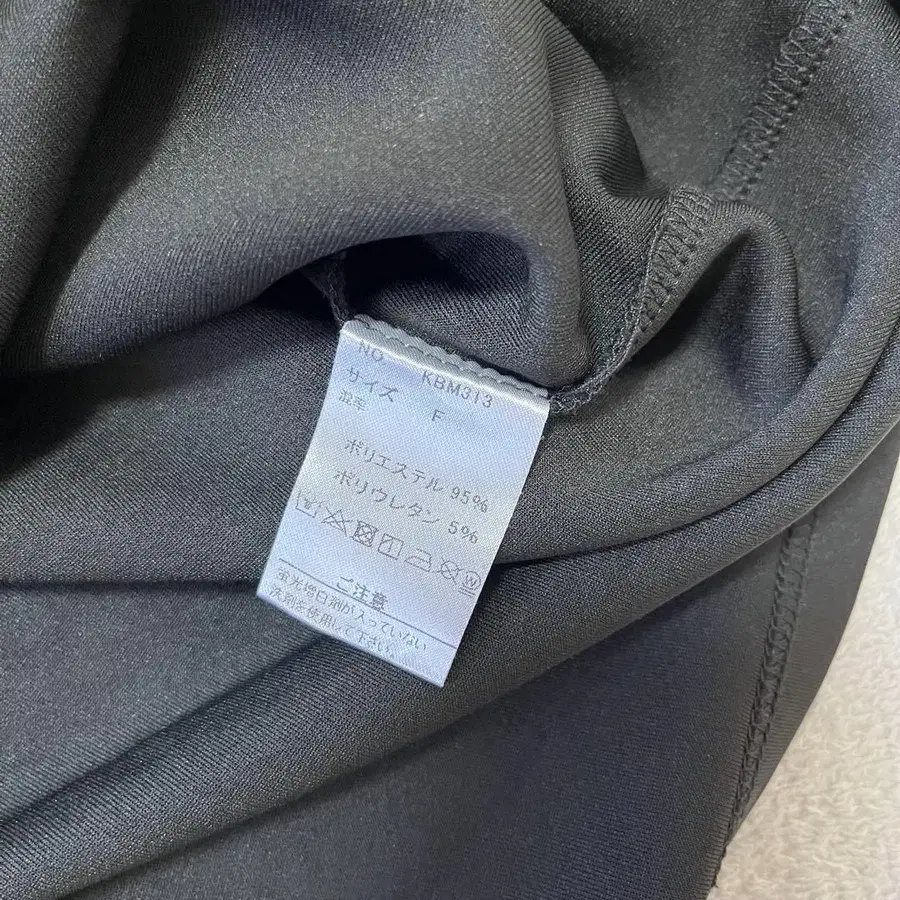 NO KBM313
サイズ F
混率
ポリエステル 95%
ポリウレタン 5%
ご注意
蛍光増白剤が入っていない
洗剤を使用して下さい。